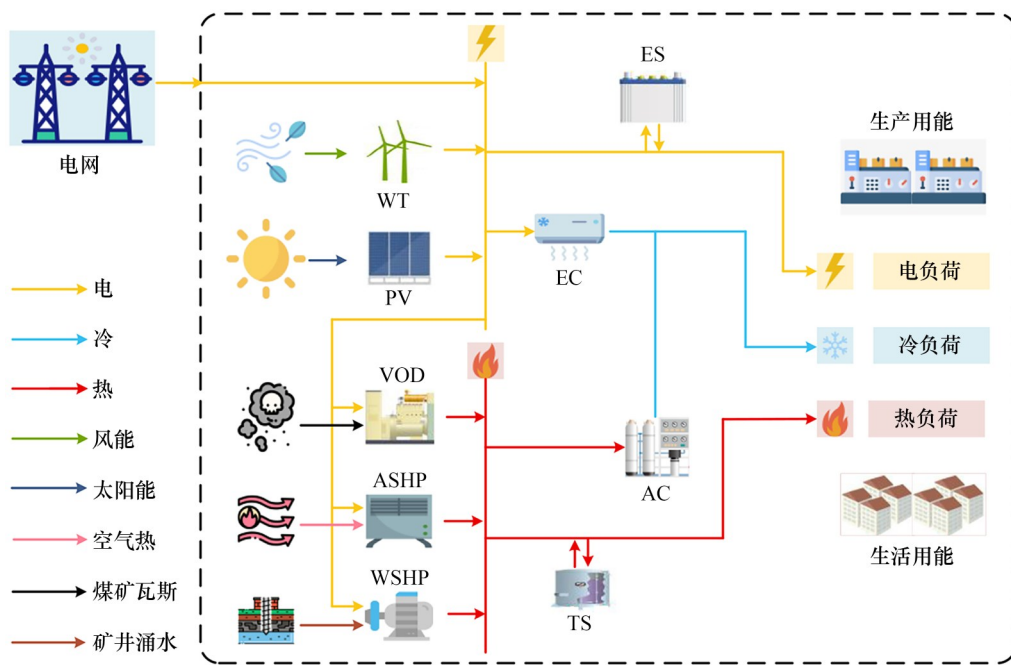 电网
WT
PV
ES
EC
生产用能
电负荷
冷负荷
热负荷
生活用能
VOD
ASHP
WSHP
AC
TS
电
冷
热
风能
太阳能
空气热
煤矿瓦斯
矿井涌水